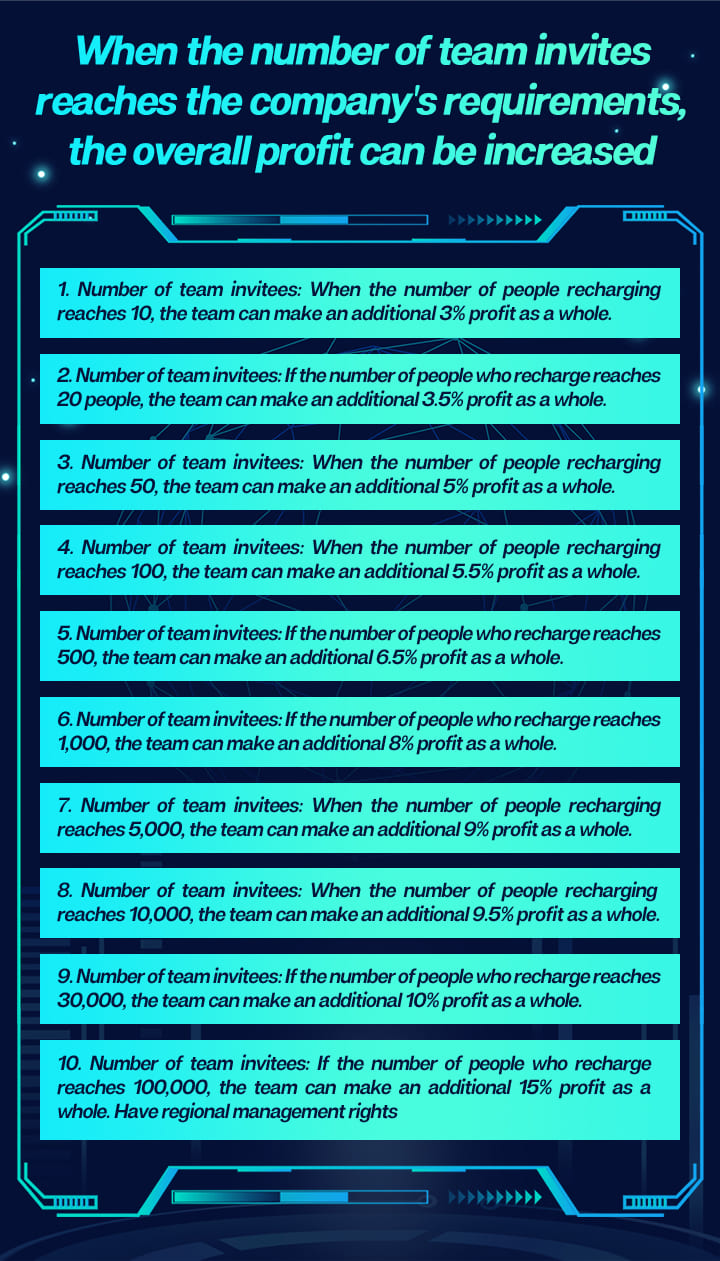 When the number of team invites
reaches the company's requirements,
the overall profit can be increased
1. Number of team invitees: When the number of people recharging
reaches 10, the team can make an additional 3% profit as a whole.
2. Number of team invitees: If the number of people who recharge reaches
20 people, the team can make an additional 3.5% profit as a whole.
3. Number of team invitees: When the number of people recharging
reaches 50, the team can make an additional 5% profit as a whole.
4. Number of team invitees: When the number of people recharging
reaches 100, the team can make an additional 5.5% profit as a whole.
5. Number of team invitees: If the number of people who recharge reaches
500, the team can make an additional 6.5% profit as a whole.
6. Number of team invitees: If the number of people who recharge reaches
1,000, the team can make an additional 8% profit as a whole.
7. Number of team invitees: When the number of people recharging
reaches 5,000, the team can make an additional 9% profit as a whole.
8. Number of team invitees: When the number of people recharging
reaches 10,000, the team can make an additional 9.5% profit as a whole.
9. Number of team invitees: If the number of people who recharge reaches
30,000, the team can make an additional 10% profit as a whole.
10. Number of team invitees: If the number of people who recharge
reaches 100,000, the team can make an additional 15% profit as a
whole. Have regional management rights